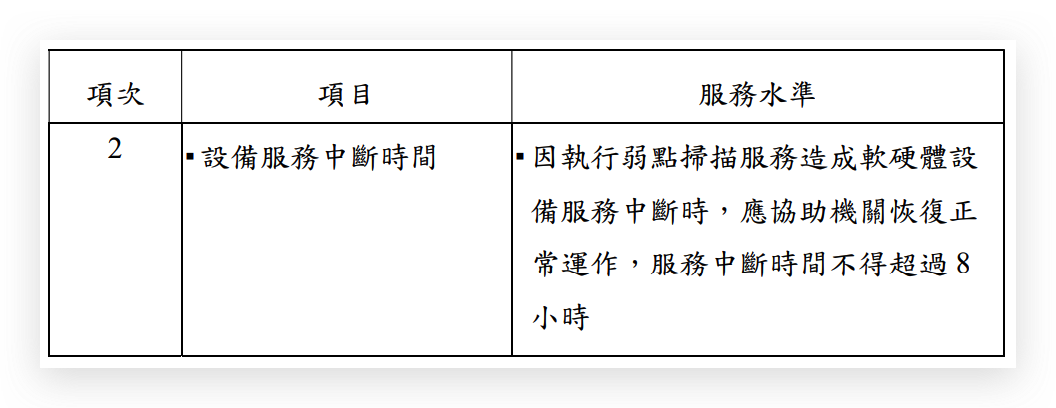 項次 項目 服務水準
2 ▪設備服務中斷時間 ▪因執行弱點掃描服務造成軟硬體設
備服務中斷時，應協助機關恢復正
常運作，服務中斷時間不得超過 8
小時